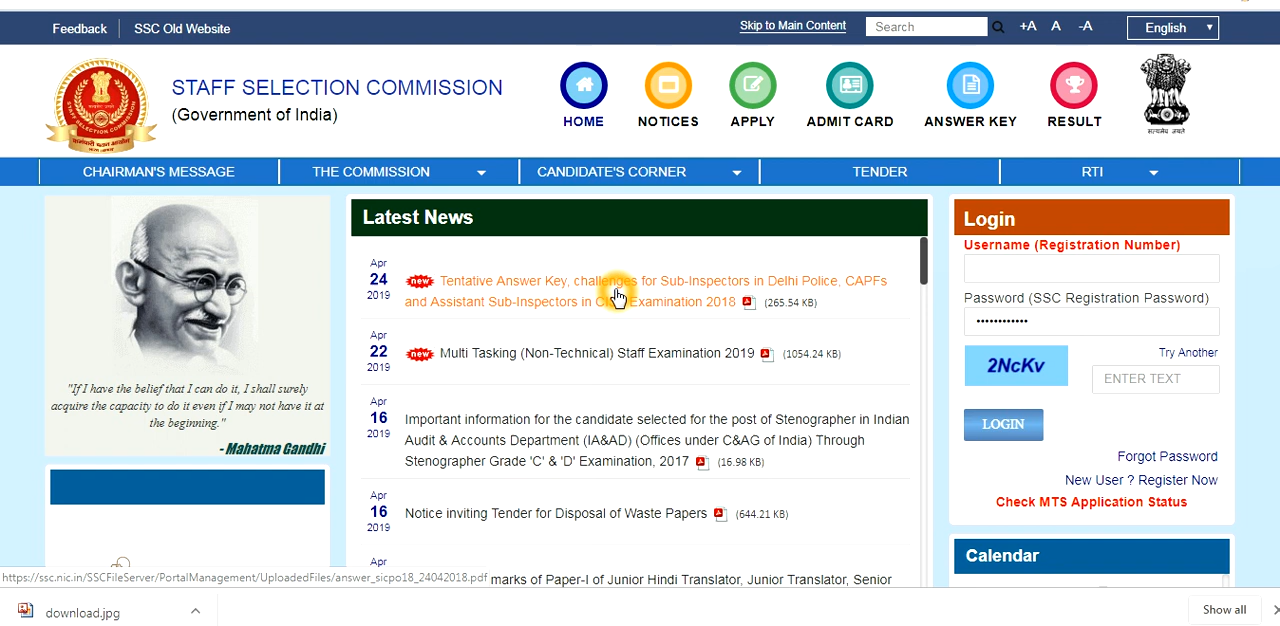 Feedback
SSC Old Website
Skip to Main Content
Search
+A A -A
English
STAFF SELECTION COMMISSION
(Government of India)
HOME
NOTICES
APPLY
ADMIT CARD
ANSWER KEY
RESULT
सत्यमेव जयते
CHAIRMAN'S MESSAGE
THE COMMISSION
CANDIDATE'S CORNER
TENDER
RTI
"If I have the belief that I can do it, I shall surely
acquire the capacity to do it even if I may not have it at
the beginning."
- Mahatma Gandhi
Latest News
Apr
24
2019
new Tentative Answer Key, challenges for Sub-Inspectors in Delhi Police, CAPFs
and Assistant Sub-Inspectors in Examination 2018 (265.54 KB)
Apr
22
2019
new Multi Tasking (Non-Technical) Staff Examination 2019 (1054.24 KB)
Apr
16
2019
Important information for the candidate selected for the post of Stenographer in Indian
Audit & Accounts Department (IA&AD) (Offices under C&AG of India) Through
Stenographer Grade 'C' & 'D' Examination, 2017 (16.98 KB)
Apr
16
2019
Notice inviting Tender for Disposal of Waste Papers (644.21 KB)
Apr
marks of Paper-I of Junior Hindi Translator, Junior Translator, Senior
Login
Username (Registration Number)
Password (SSC Registration Password)
••••••••••••
2NcKv
Try Another
ENTER TEXT
LOGIN
Forgot Password
New User ? Register Now
Check MTS Application Status
Calendar
https://ssc.nic.in/SSCFileServer/PortalManagement/UploadedFiles/answer_sicpo18_24042018.pdf
download.jpg
Show all